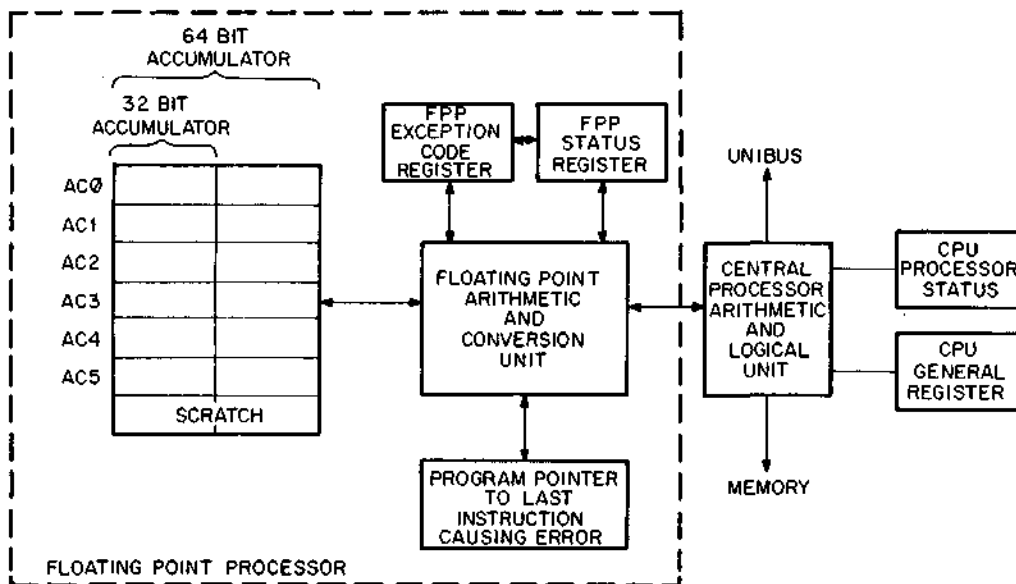 64 BIT
ACCUMULATOR
32 BIT
ACCUMULATOR
AC0
AC1
AC2
AC3
AC4
AC5
SCRATCH
FPP
EXCEPTION
CODE
REGISTER
FPP
STATUS
REGISTER
FLOATING POINT
ARITHMETIC
AND
CONVERSION
UNIT
PROGRAM POINTER
TO LAST
INSTRUCTION
CAUSING ERROR
FLOATING POINT PROCESSOR
UNIBUS
CENTRAL
PROCESSOR
ARITHMETIC
AND
LOGICAL
UNIT
MEMORY
CPU
PROCESSOR
STATUS
CPU
GENERAL
REGISTER